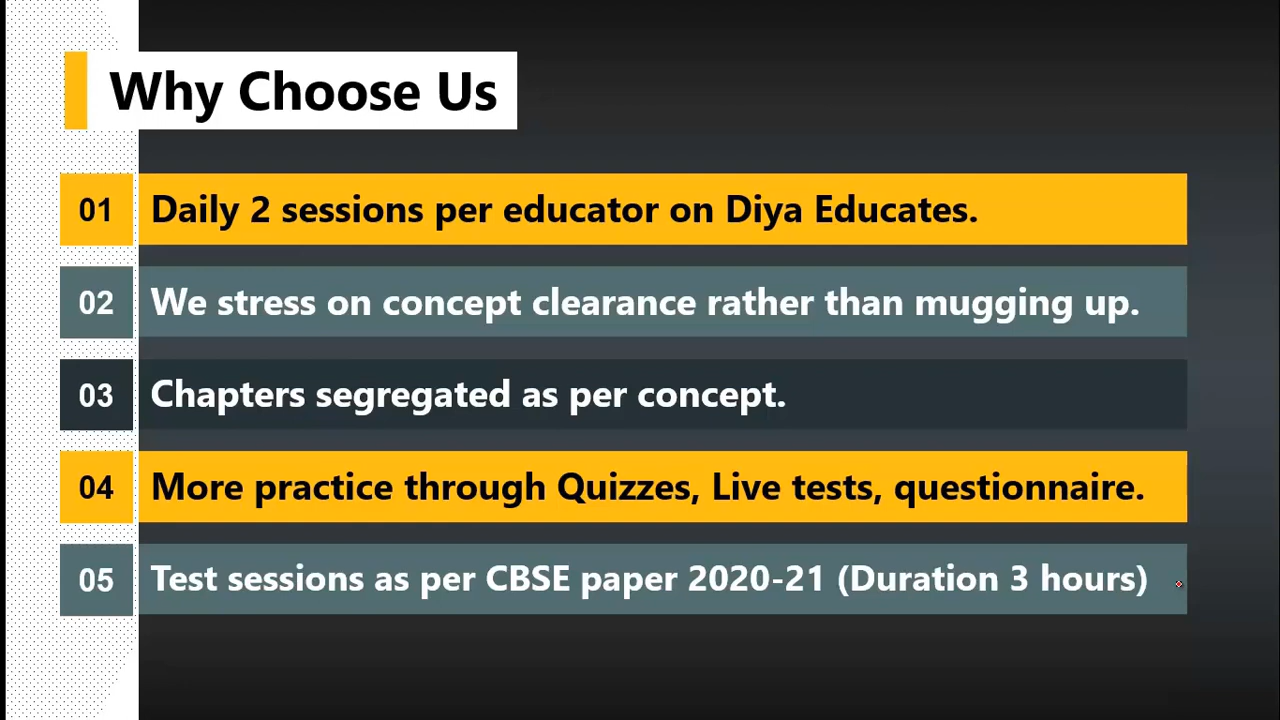 Why Choose Us
01 Daily 2 sessions per educator on Diya Educates.
02 We stress on concept clearance rather than mugging up.
03 Chapters segregated as per concept.
04 More practice through Quizzes, Live tests, questionnaire.
05 Test sessions as per CBSE paper 2020-21 (Duration 3 hours)